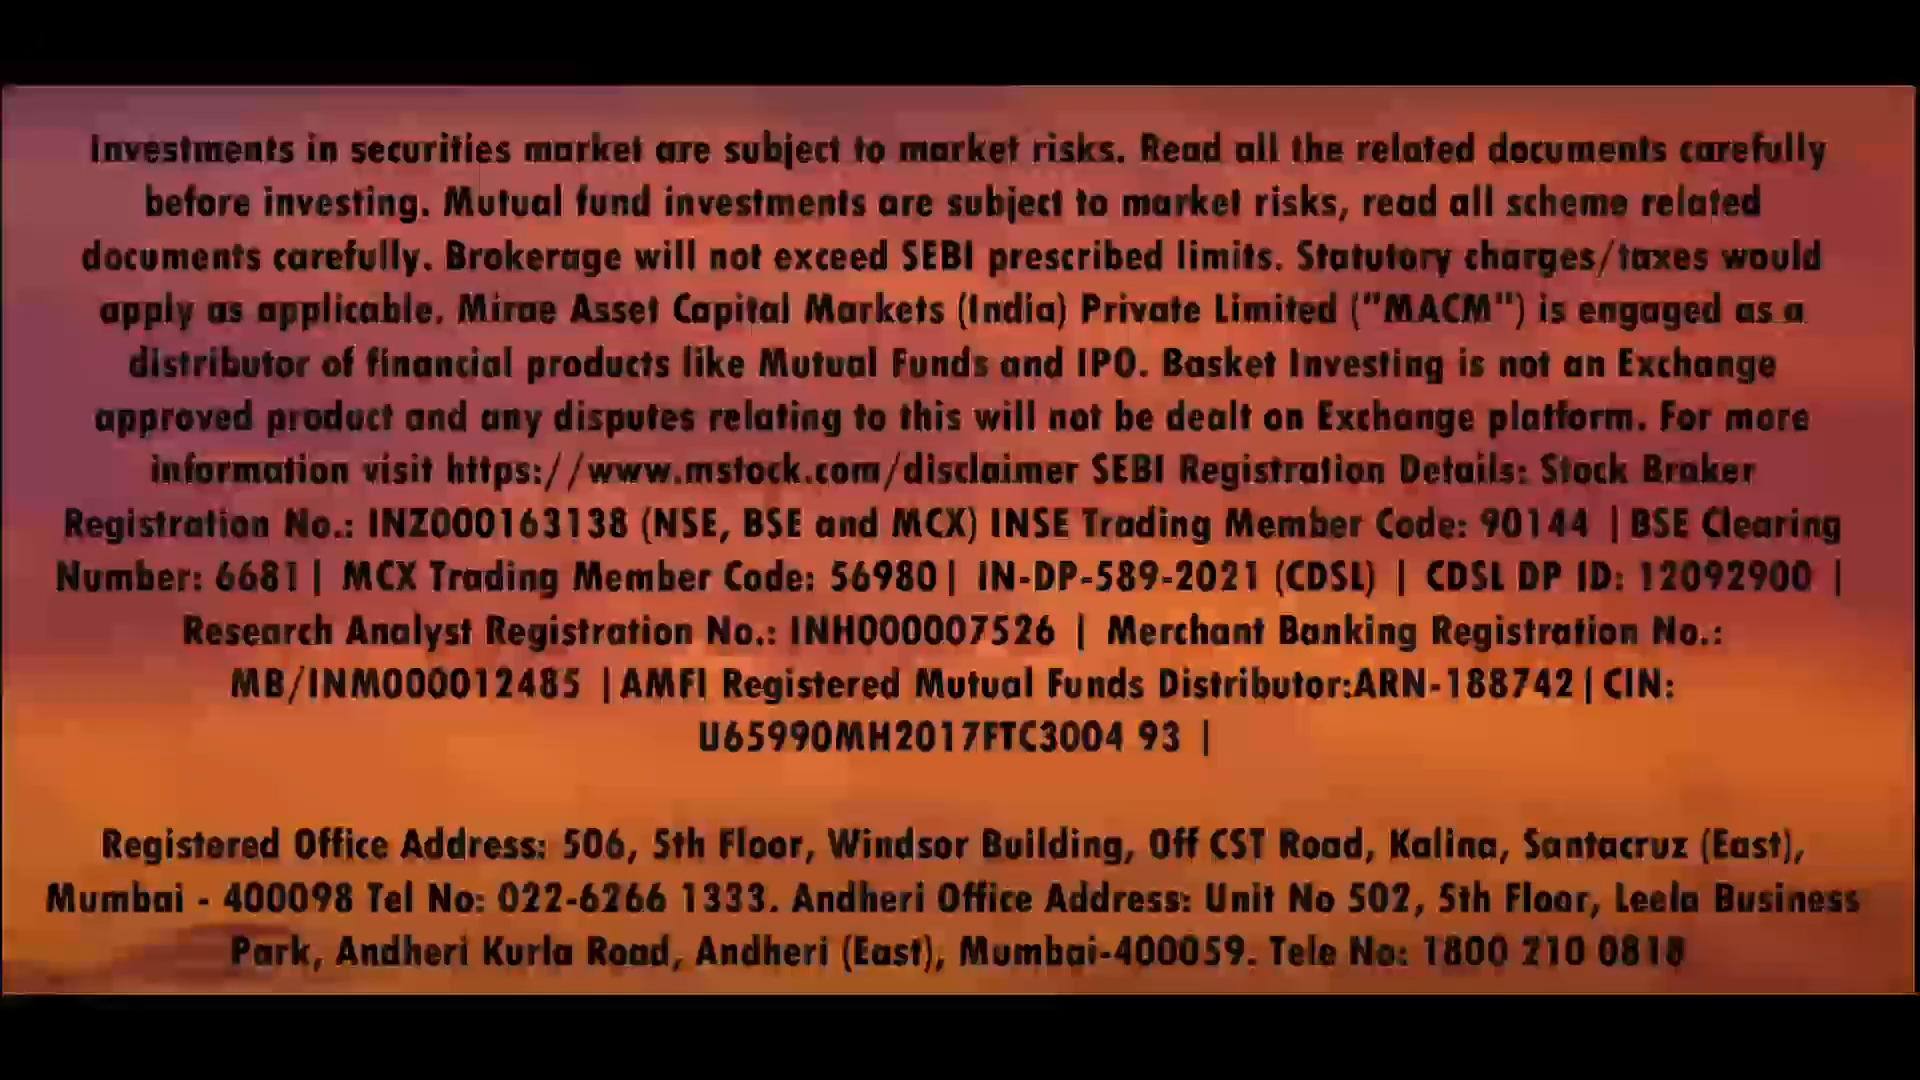 Investments in securities market are subject to market risks. Read all the related documents carefully
before investing. Mutual fund investments are subject to market risks, read all scheme related
documents carefully. Brokerage will not exceed SEBI prescribed limits. Statutory charges/taxes would
apply as applicable. Mirae Asset Capital Markets (India) Private Limited ("MACM") is engaged as a
distributor of financial products like Mutual Funds and IPO. Basket Investing is not an Exchange
approved product and any disputes relating to this will not be dealt on Exchange platform. For more
information visit https://www.mstock.com/disclaimer SEBI Registration Details: Stock Broker
Registration No.: INZ000163138 (NSE, BSE and MCX) INSE Trading Member Code: 90144 | BSE Clearing
Number: 6681 | MCX Trading Member Code: 56980 | IN-DP-589-2021 (CDSL) | CDSL DP ID: 12092900 |
Research Analyst Registration No.: INH000007526 | Merchant Banking Registration No.:
MB/INM000012485 | AMFI Registered Mutual Funds Distributor:ARN-188742 | CIN:
U65990MH2017FTC3004 93 |
Registered Office Address: 506, 5th Floor, Windsor Building, Off CST Road, Kalina, Santacruz (East),
Mumbai - 400098 Tel No: 022-6266 1333. Andheri Office Address: Unit No 502, 5th Floor, Leela Business
Park, Andheri Kurla Road, Andheri (East), Mumbai-400059. Tele No: 1800 210 0818